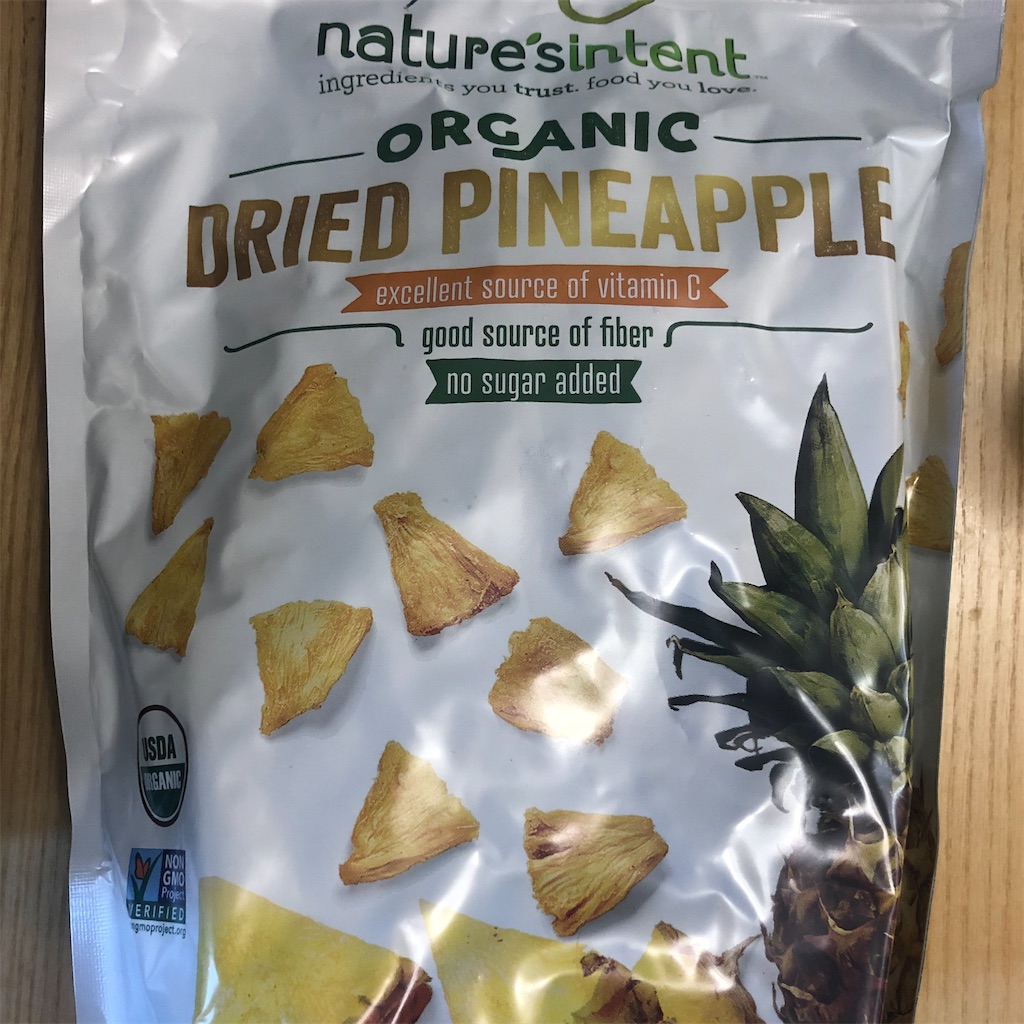 nature'sintent™
ingredients you trust. food you love.
ORGANIC
DRIED PINEAPPLE
excellent source of vitamin C
good source of fiber
no sugar added
USDA
ORGANIC
NON
GMO
Project
VERIFIED
nongmoproject.org